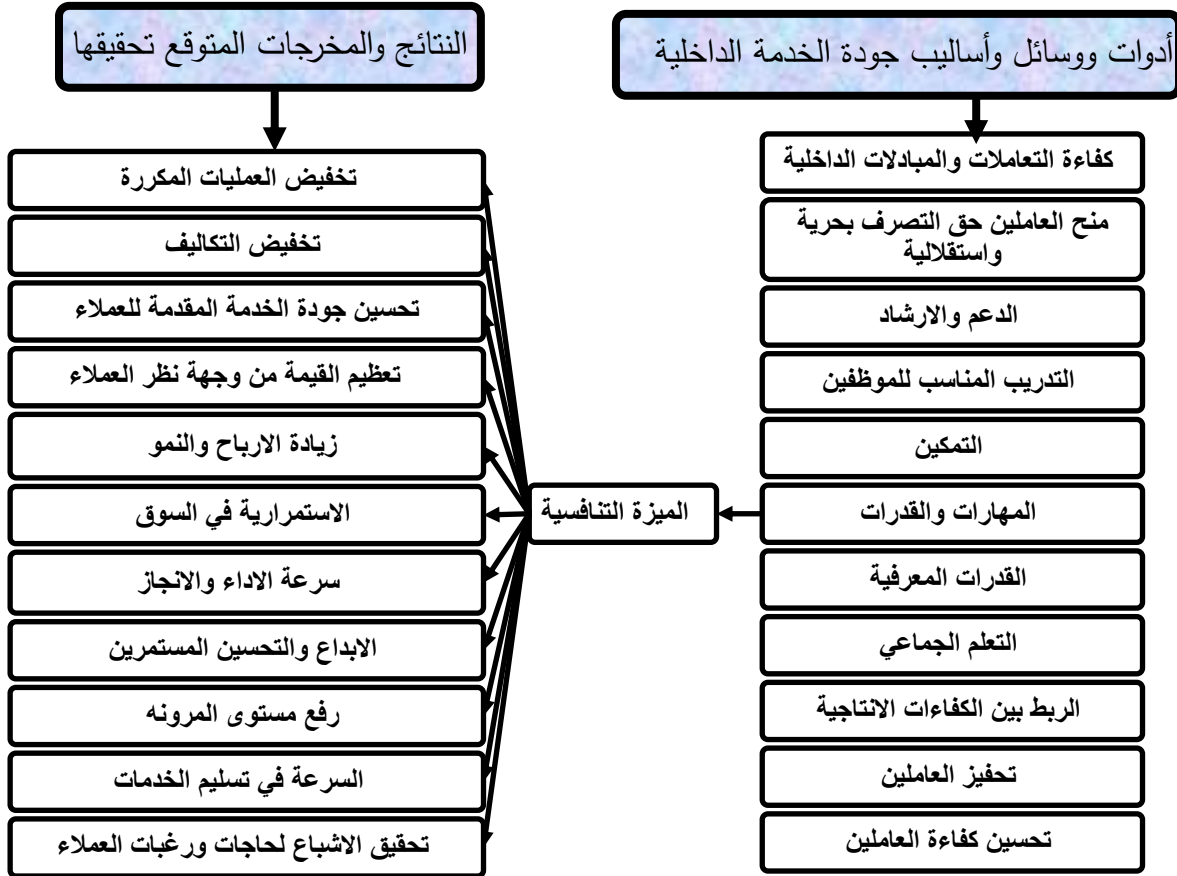 أدوات ووسائل وأساليب جودة الخدمة الداخلية
كفاءة التعاملات والمبادلات الداخلية
منح العاملين حق التصرف بحرية
واستقلالية
الدعم والارشاد
التدريب المناسب للموظفين
التمكين
المهارات والقدرات
القدرات المعرفية
التعلم الجماعي
الربط بين الكفاءات الانتاجية
تحفيز العاملين
تحسين كفاءة العاملين
الميزة التنافسية
النتائج والمخرجات المتوقع تحقيقها
تخفيض العمليات المكررة
تخفيض التكاليف
تحسين جودة الخدمة المقدمة للعملاء
تعظيم القيمة من وجهة نظر العملاء
زيادة الارباح والنمو
الاستمرارية في السوق
سرعة الاداء والانجاز
الابداع والتحسين المستمرين
رفع مستوى المرونه
السرعة في تسليم الخدمات
تحقيق الاشباع لحاجات ورغبات العملاء